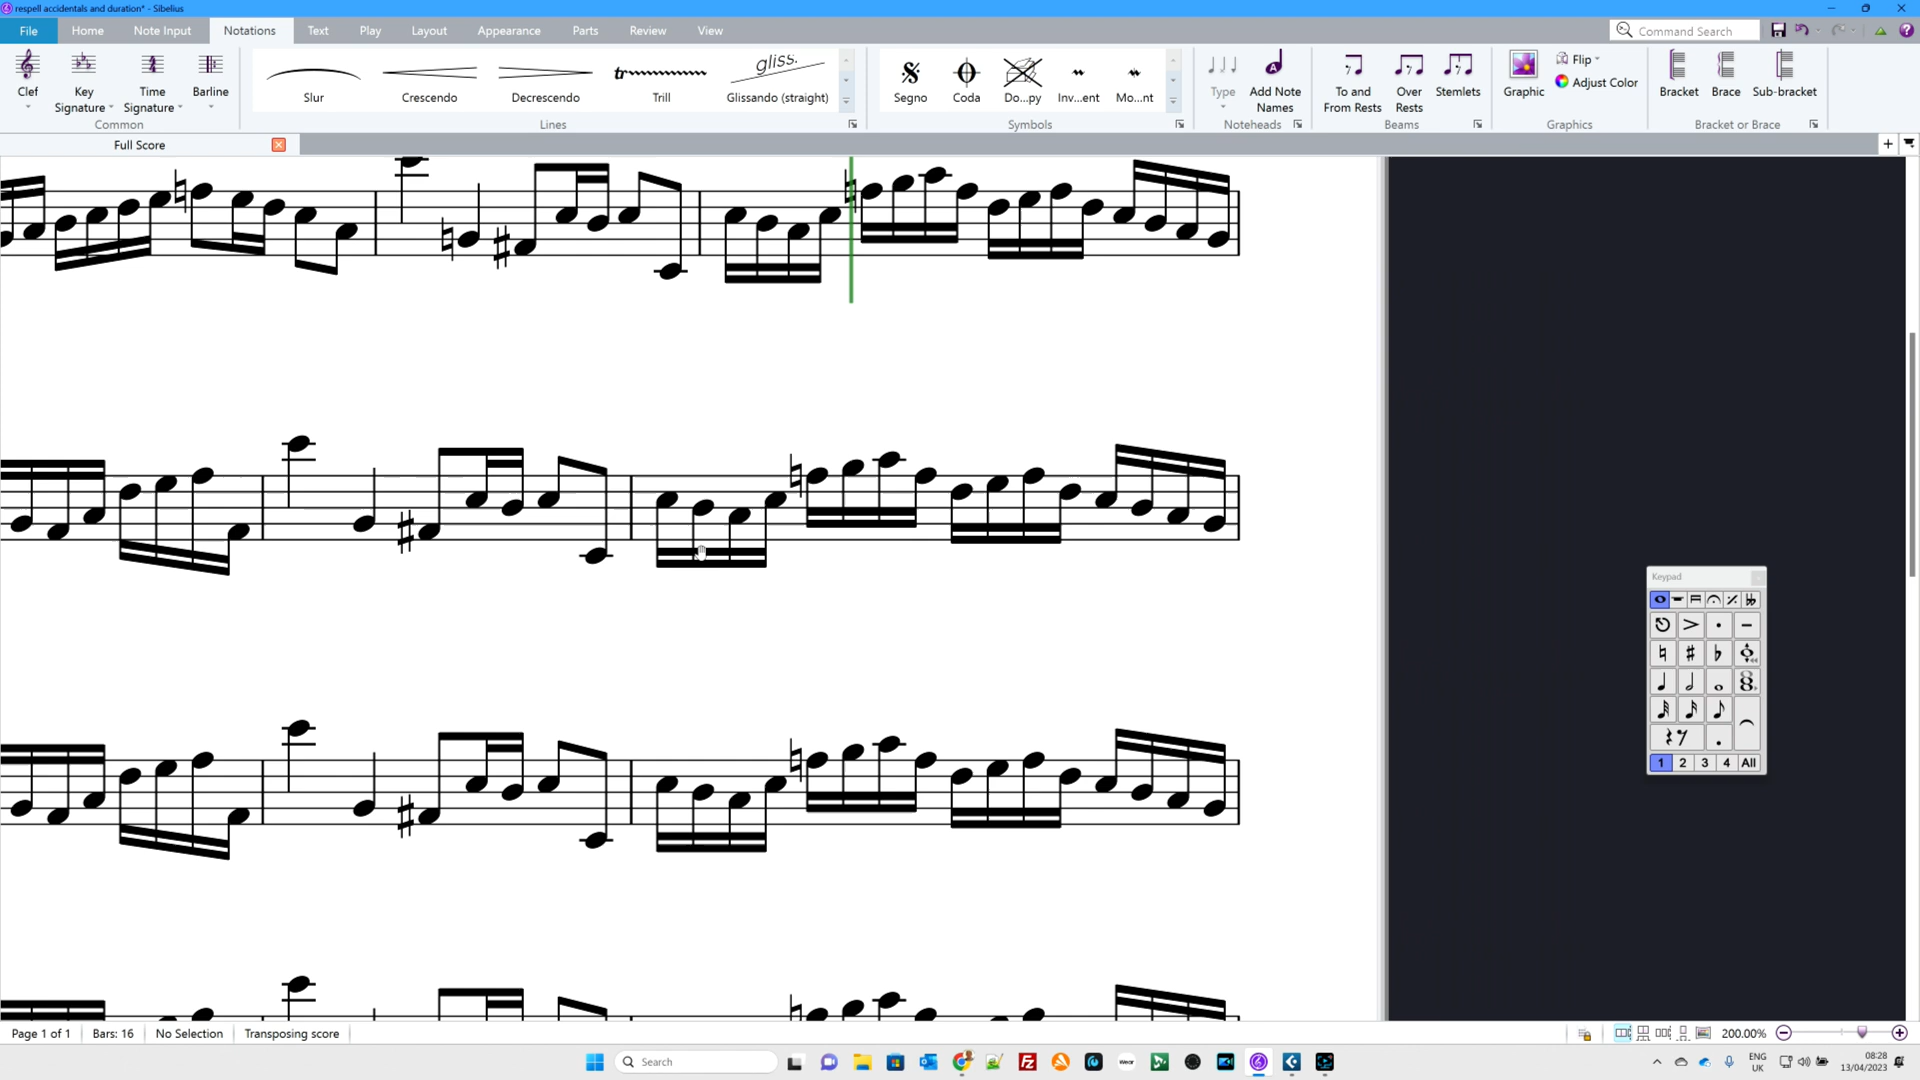 respell accidentals and duration* - Sibelius
File Home Note Input Notations Text Play Layout Appearance Parts Review View Command Search
gliss.
tr
Clef Key Signature Time Signature Barline Slur Crescendo Decrescendo Trill Glissando (straight) Segno Coda Do...py Inv...ent Mo...nt Type Add Note Names To and From Rests Over Rests Stemlets Graphic Flip Adjust Color Bracket Brace Sub-bracket
Common Lines Symbols Noteheads Beams Graphics Bracket or Brace
Full Score
Keypad
1 2 3 4 All
Page 1 of 1 Bars: 16 No Selection Transposing score 200.00%
Search
ENG
UK
08:28
13/04/2023